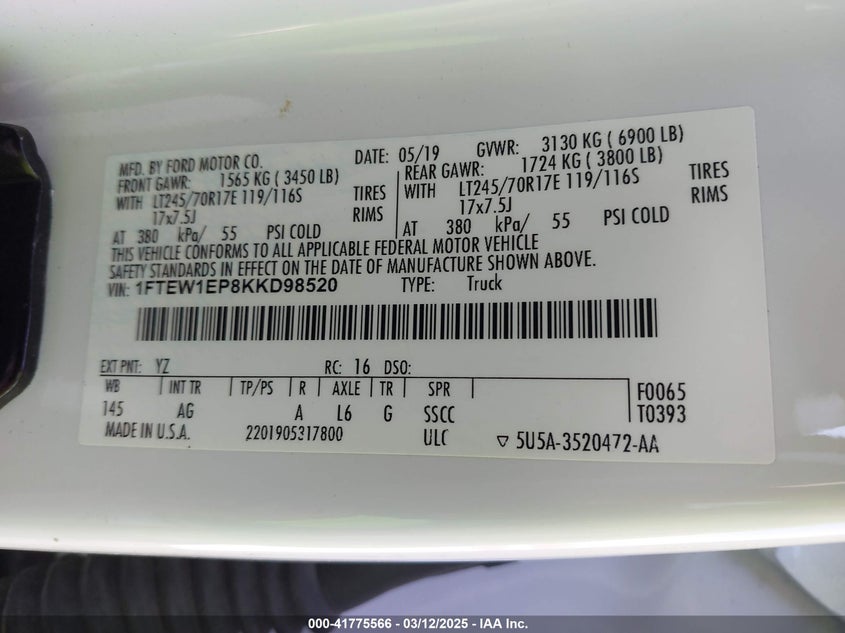 MFD. BY FORD MOTOR CO. DATE: 05/19 GVWR: 3130 KG ( 6900 LB)
FRONT GAWR: 1565 KG ( 3450 LB) REAR GAWR: 1724 KG ( 3800 LB)
WITH LT245/70R17E 119/116S TIRES WITH LT245/70R17E 119/116S TIRES
17x7.5J RIMS 17x7.5J RIMS
AT 380 kPa/ 55 PSI COLD AT 380 kPa/ 55 PSI COLD
THIS VEHICLE CONFORMS TO ALL APPLICABLE FEDERAL MOTOR VEHICLE
SAFETY STANDARDS IN EFFECT ON THE DATE OF MANUFACTURE SHOWN ABOVE.
VIN: 1FTEW1EP8KKD98520 TYPE: Truck
EXT PNT: YZ RC: 16 DSO:
WB INT TR TP/PS R AXLE TR SPR F0065
145 AG A L6 G SSCC T0393
MADE IN U.S.A. 2201905317800 ULC ▽ 5U5A-3520472-AA
000-41775566 - 03/12/2025 - IAA Inc.